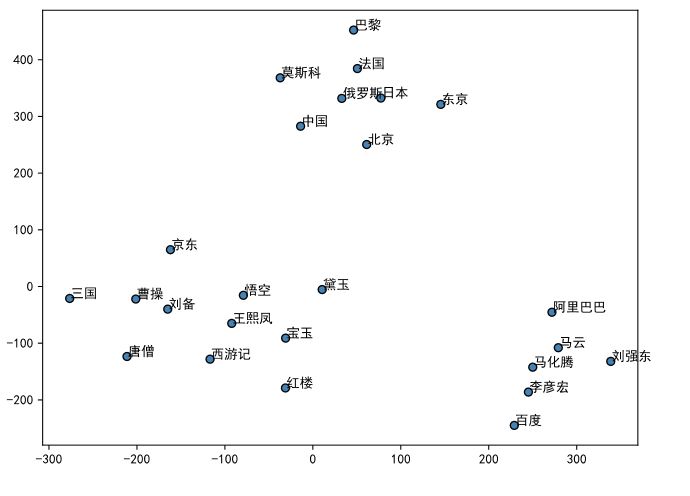 巴黎
法国
莫斯科
俄罗斯
日本
东京
中国
北京
京东
三国
曹操
刘备
悟空
黛玉
王熙凤
宝玉
唐僧
西游记
红楼
阿里巴巴
马云
刘强东
马化腾
李彦宏
百度
400
300
200
100
0
−100
−200
−300
−200
−100
0
100
200
300